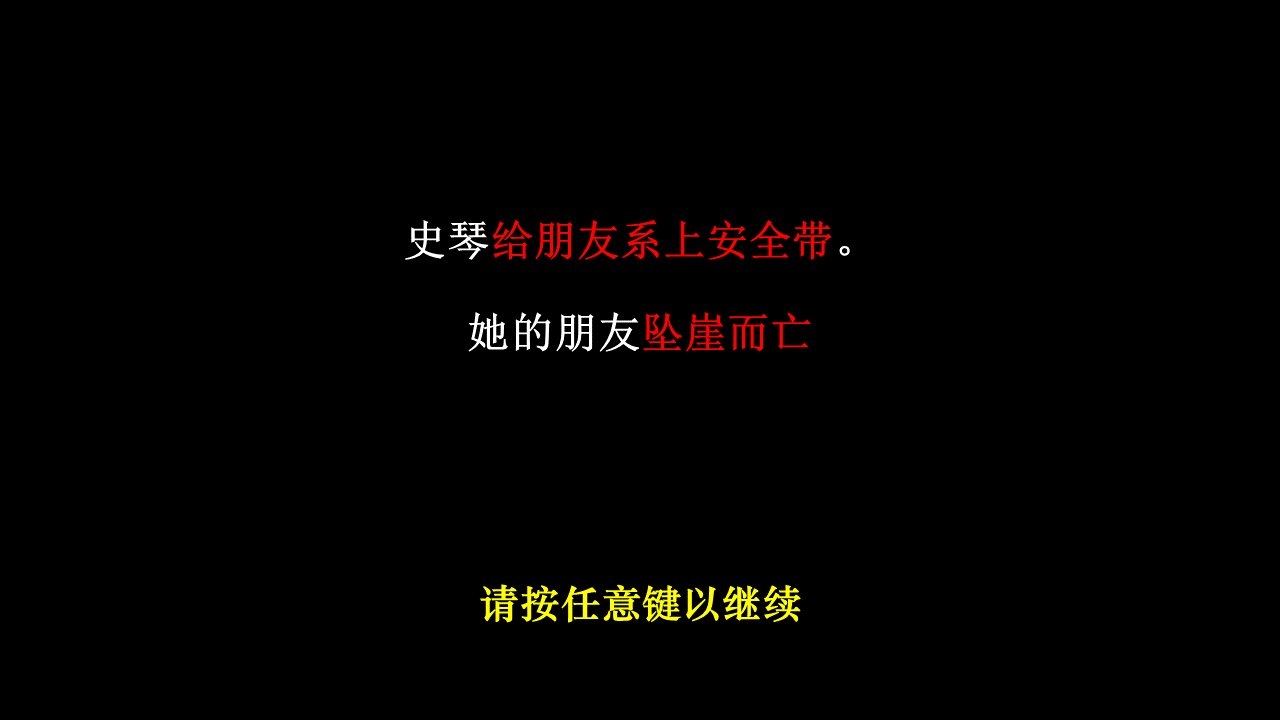 史琴给朋友系上安全带。
她的朋友坠崖而亡
请按任意键以继续